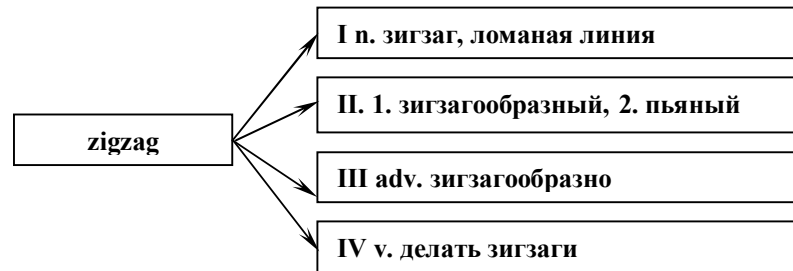 I n. зигзаг, ломаная линия
II. 1. зигзагообразный, 2. пьяный
zigzag
III adv. зигзагообразно
IV v. делать зигзаги